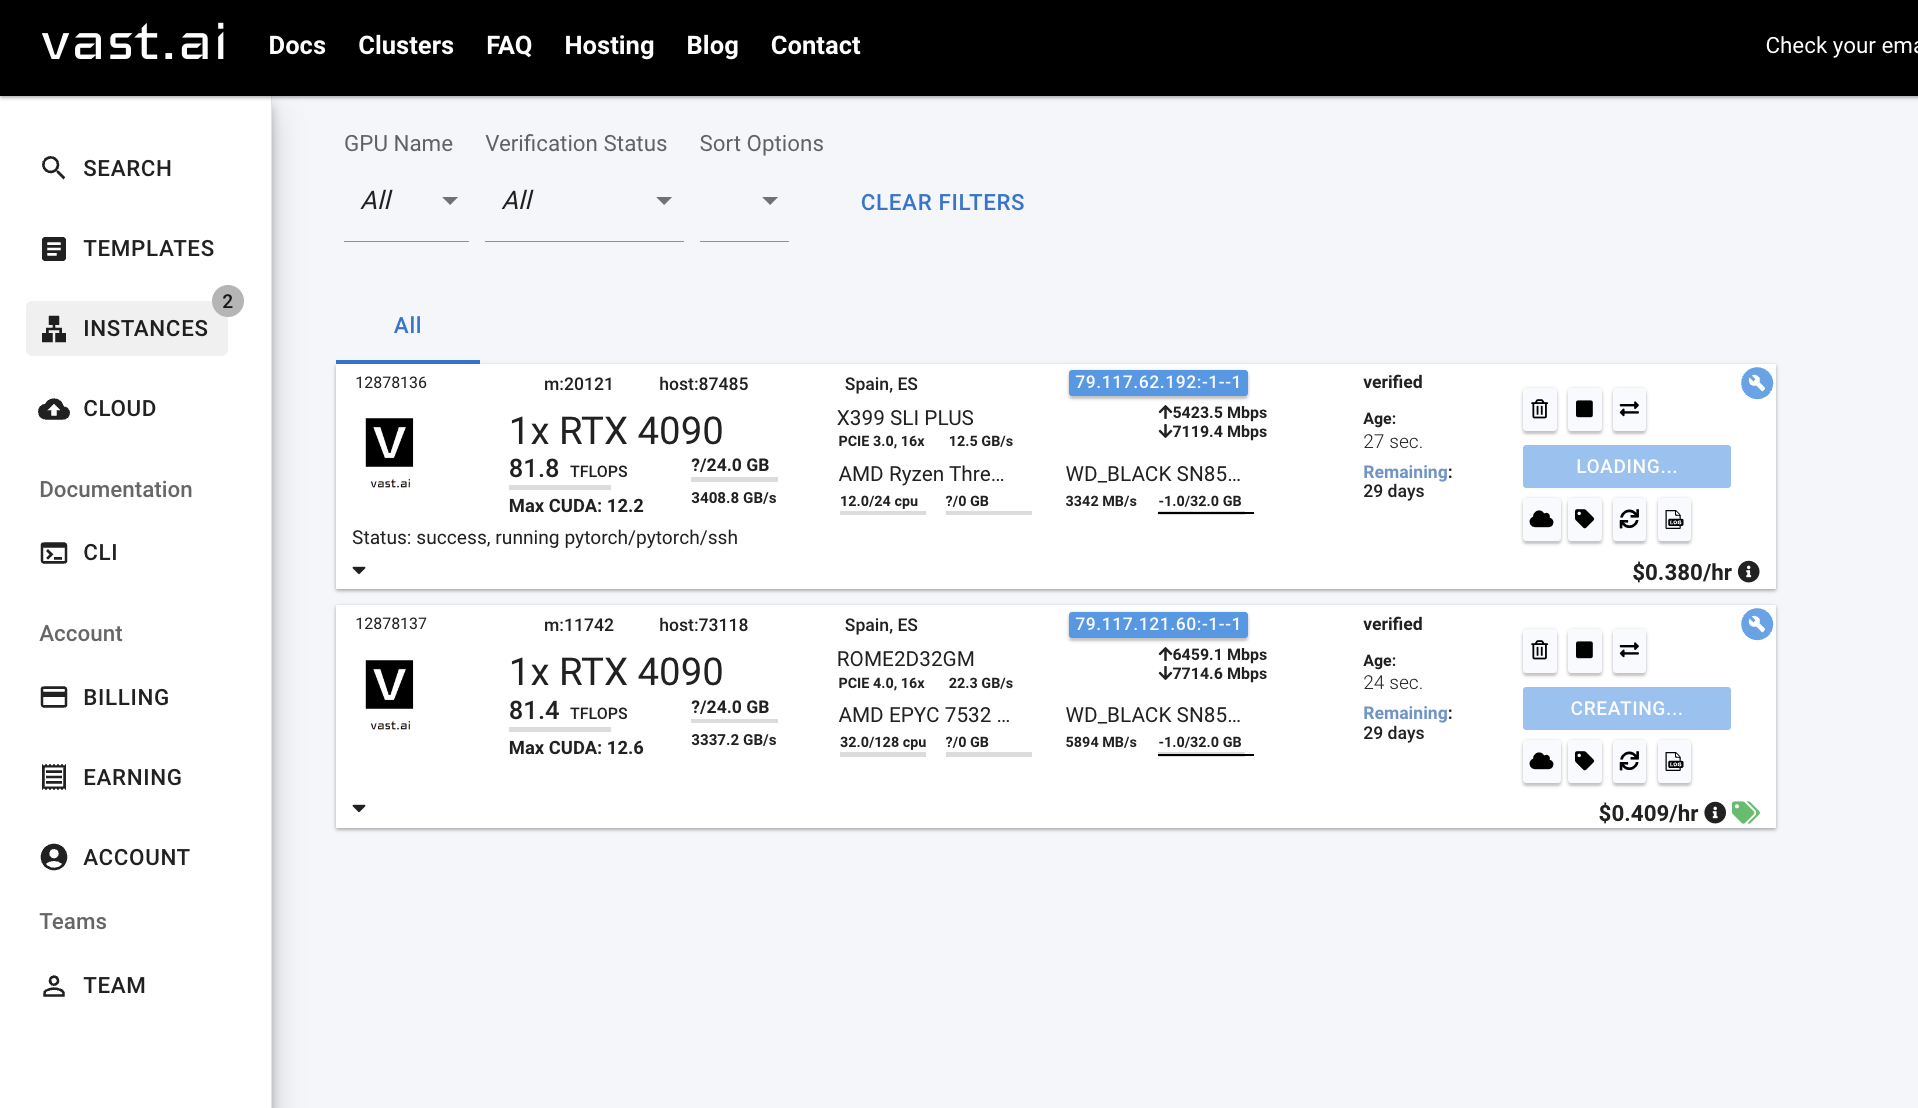 vast.ai Docs Clusters FAQ Hosting Blog Contact Check your ema
SEARCH
TEMPLATES
2
INSTANCES
CLOUD
Documentation
CLI
Account
BILLING
EARNING
ACCOUNT
Teams
TEAM
GPU Name Verification Status Sort Options
All All CLEAR FILTERS
All
12878136 m:20121 host:87485 Spain, ES 79.117.62.192:-1--1 verified
V
vast.ai
1x RTX 4090
81.8 TFLOPS
Max CUDA: 12.2
?/24.0 GB
3408.8 GB/s
X399 SLI PLUS
PCIE 3.0, 16x 12.5 GB/s
AMD Ryzen Thre...
12.0/24 cpu ?/0 GB
↑5423.5 Mbps
↓7119.4 Mbps
WD_BLACK SN85...
3342 MB/s -1.0/32.0 GB
Age:
27 sec.
Remaining:
29 days
LOADING...
LOG
Status: success, running pytorch/pytorch/ssh
$0.380/hr
12878137 m:11742 host:73118 Spain, ES 79.117.121.60:-1--1 verified
V
vast.ai
1x RTX 4090
81.4 TFLOPS
Max CUDA: 12.6
?/24.0 GB
3337.2 GB/s
ROME2D32GM
PCIE 4.0, 16x 22.3 GB/s
AMD EPYC 7532 ...
32.0/128 cpu ?/0 GB
↑6459.1 Mbps
↓7714.6 Mbps
WD_BLACK SN85...
5894 MB/s -1.0/32.0 GB
Age:
24 sec.
Remaining:
29 days
CREATING...
LOG
$0.409/hr